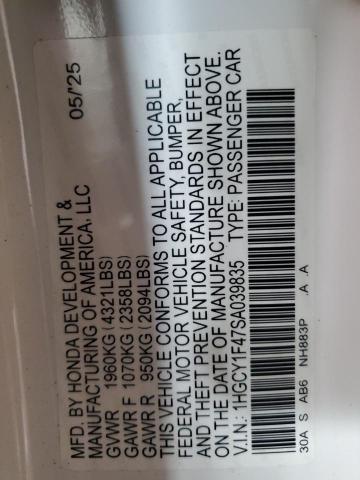 MFD. BY HONDA DEVELOPMENT &
MANUFACTURING OF AMERICA. LLC 05/'25
GVWR 1960KG(4321LBS)
GAWR F 1070KG(2358LBS)
GAWR R 950KG(2094LBS)
THIS VEHICLE CONFORMS TO ALL APPLICABLE
FEDERAL MOTOR VEHICLE SAFETY, BUMPER,
AND THEFT PREVENTION STANDARDS IN EFFECT
ON THE DATE OF MANUFACTURE SHOWN ABOVE.
V.I.N.: 1HGCY1F47SA039835 TYPE: PASSENGER CAR
30A S AB6 NH883P .A .A